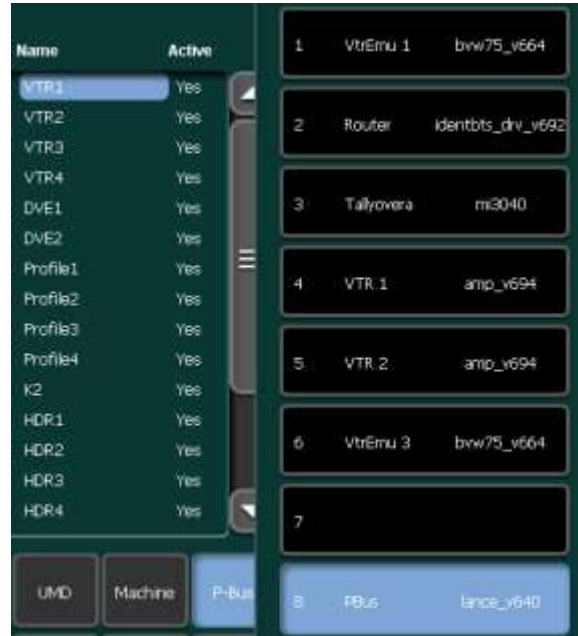 Name Active
VTR1 Yes
VTR2 Yes
VTR3 Yes
VTR4 Yes
DVE1 Yes
DVE2 Yes
Profile1 Yes
Profile2 Yes
Profile3 Yes
Profile4 Yes
K2 Yes
HDR1 Yes
HDR2 Yes
HDR3 Yes
HDR4 Yes
UMD Machine P-Bus
1 VtrEmu 1 bvw75_v664
2 Router identbts_drv_v692
3 Tallyovera mi3040
4 VTR 1 amp_v694
5 VTR 2 amp_v694
6 VtrEmu 3 bvw75_v664
7
8 PBus lance_v640